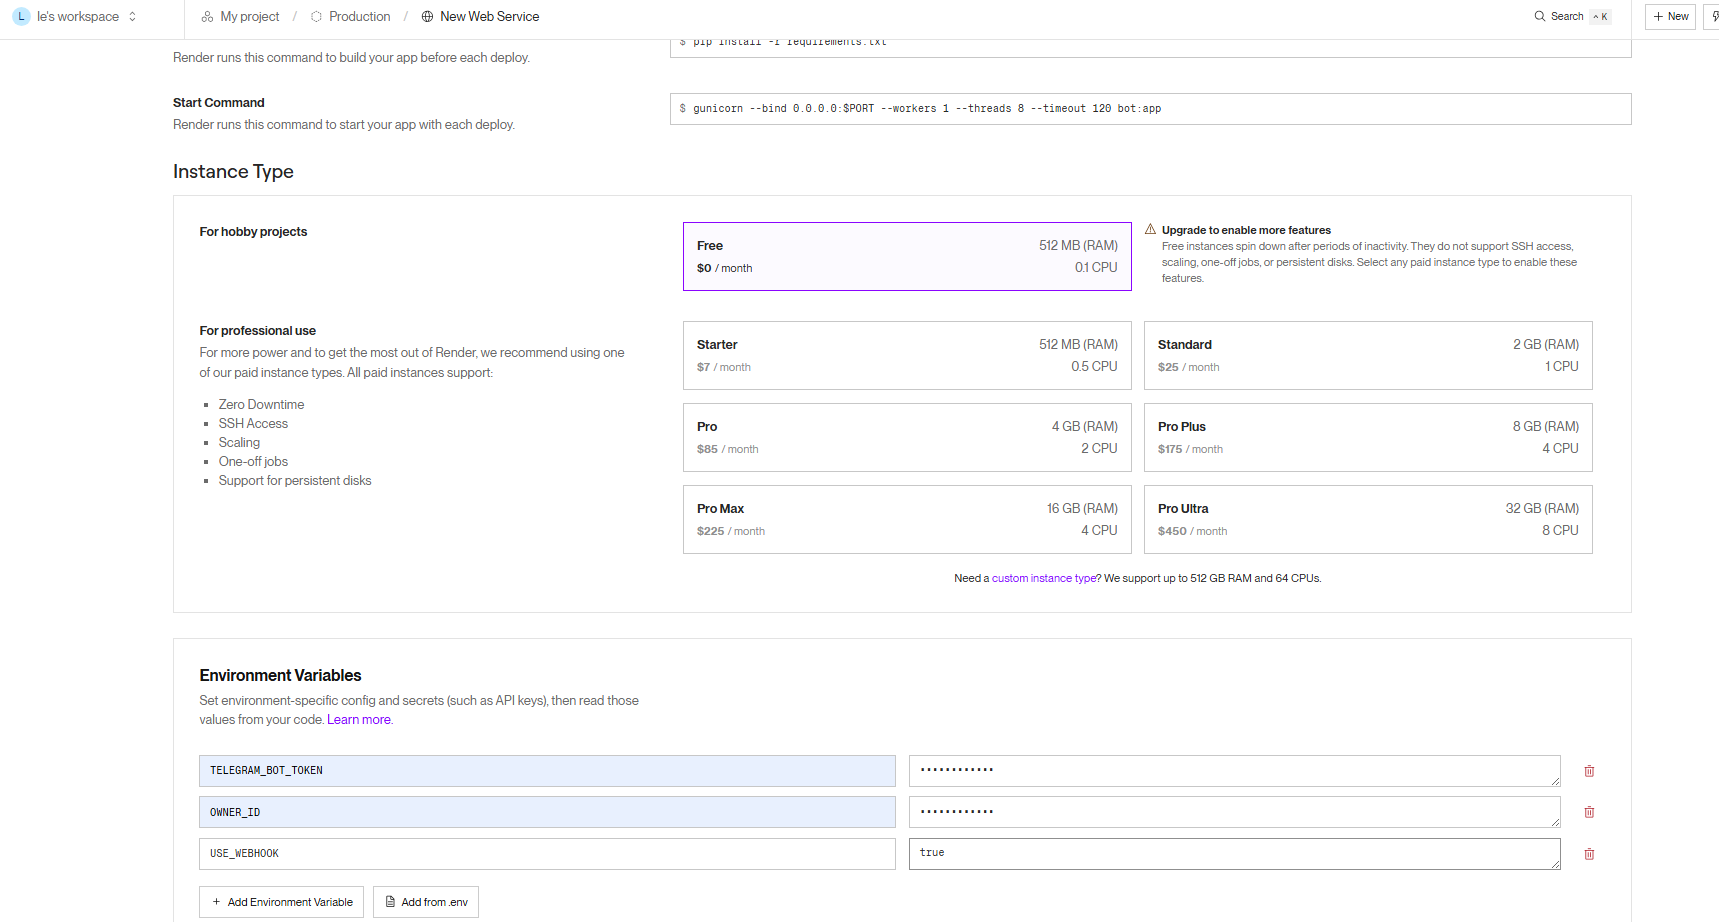 L le's workspace
My project / Production / New Web Service
Search ^ K
+ New
$ pip install -r requirements.txt
Render runs this command to build your app before each deploy.
Start Command
Render runs this command to start your app with each deploy.
$ gunicorn --bind 0.0.0.0:$PORT --workers 1 --threads 8 --timeout 120 bot:app
Instance Type
For hobby projects
Free 512 MB (RAM)
$0 / month 0.1 CPU
Upgrade to enable more features
Free instances spin down after periods of inactivity. They do not support SSH access,
scaling, one-off jobs, or persistent disks. Select any paid instance type to enable these
features.
For professional use
For more power and to get the most out of Render, we recommend using one
of our paid instance types. All paid instances support:
Zero Downtime
SSH Access
Scaling
One-off jobs
Support for persistent disks
Starter 512 MB (RAM)
$7 / month 0.5 CPU
Standard 2 GB (RAM)
$25 / month 1 CPU
Pro 4 GB (RAM)
$85 / month 2 CPU
Pro Plus 8 GB (RAM)
$175 / month 4 CPU
Pro Max 16 GB (RAM)
$225 / month 4 CPU
Pro Ultra 32 GB (RAM)
$450 / month 8 CPU
Need a custom instance type? We support up to 512 GB RAM and 64 CPUs.
Environment Variables
Set environment-specific config and secrets (such as API keys), then read those
values from your code. Learn more.
TELEGRAM_BOT_TOKEN ••••••••••••
OWNER_ID ••••••••••••
USE_WEBHOOK true
+ Add Environment Variable
Add from .env